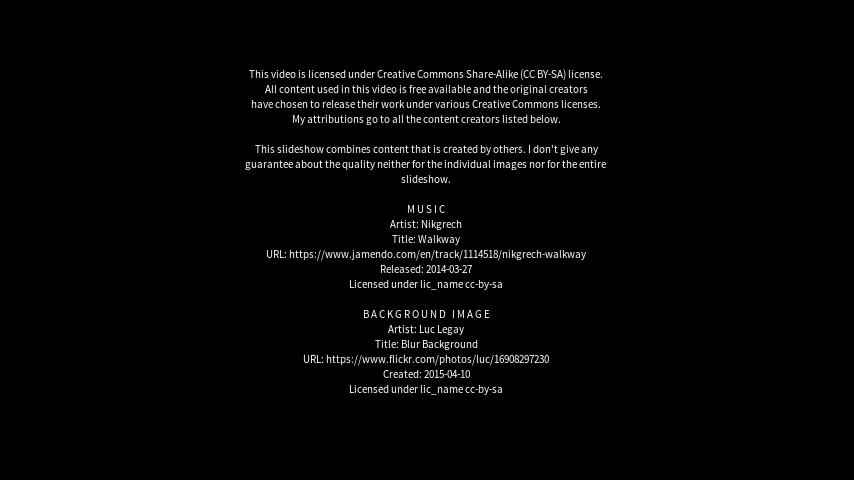 This video is licensed under Creative Commons Share-Alike (CC BY-SA) license.
All content used in this video is free available and the original creators
have chosen to release their work under various Creative Commons licenses.
My attributions go to all the content creators listed below.
This slideshow combines content that is created by others. I don't give any
guarantee about the quality neither for the individual images nor for the entire
slideshow.
MUSIC
Artist: Nikgrech
Title: Walkway
URL: https://www.jamendo.com/en/track/1114518/nikgrech-walkway
Released: 2014-03-27
Licensed under lic_name cc-by-sa
BACKGROUND IMAGE
Artist: Luc Legay
Title: Blur Background
URL: https://www.flickr.com/photos/luc/16908297230
Created: 2015-04-10
Licensed under lic_name cc-by-sa